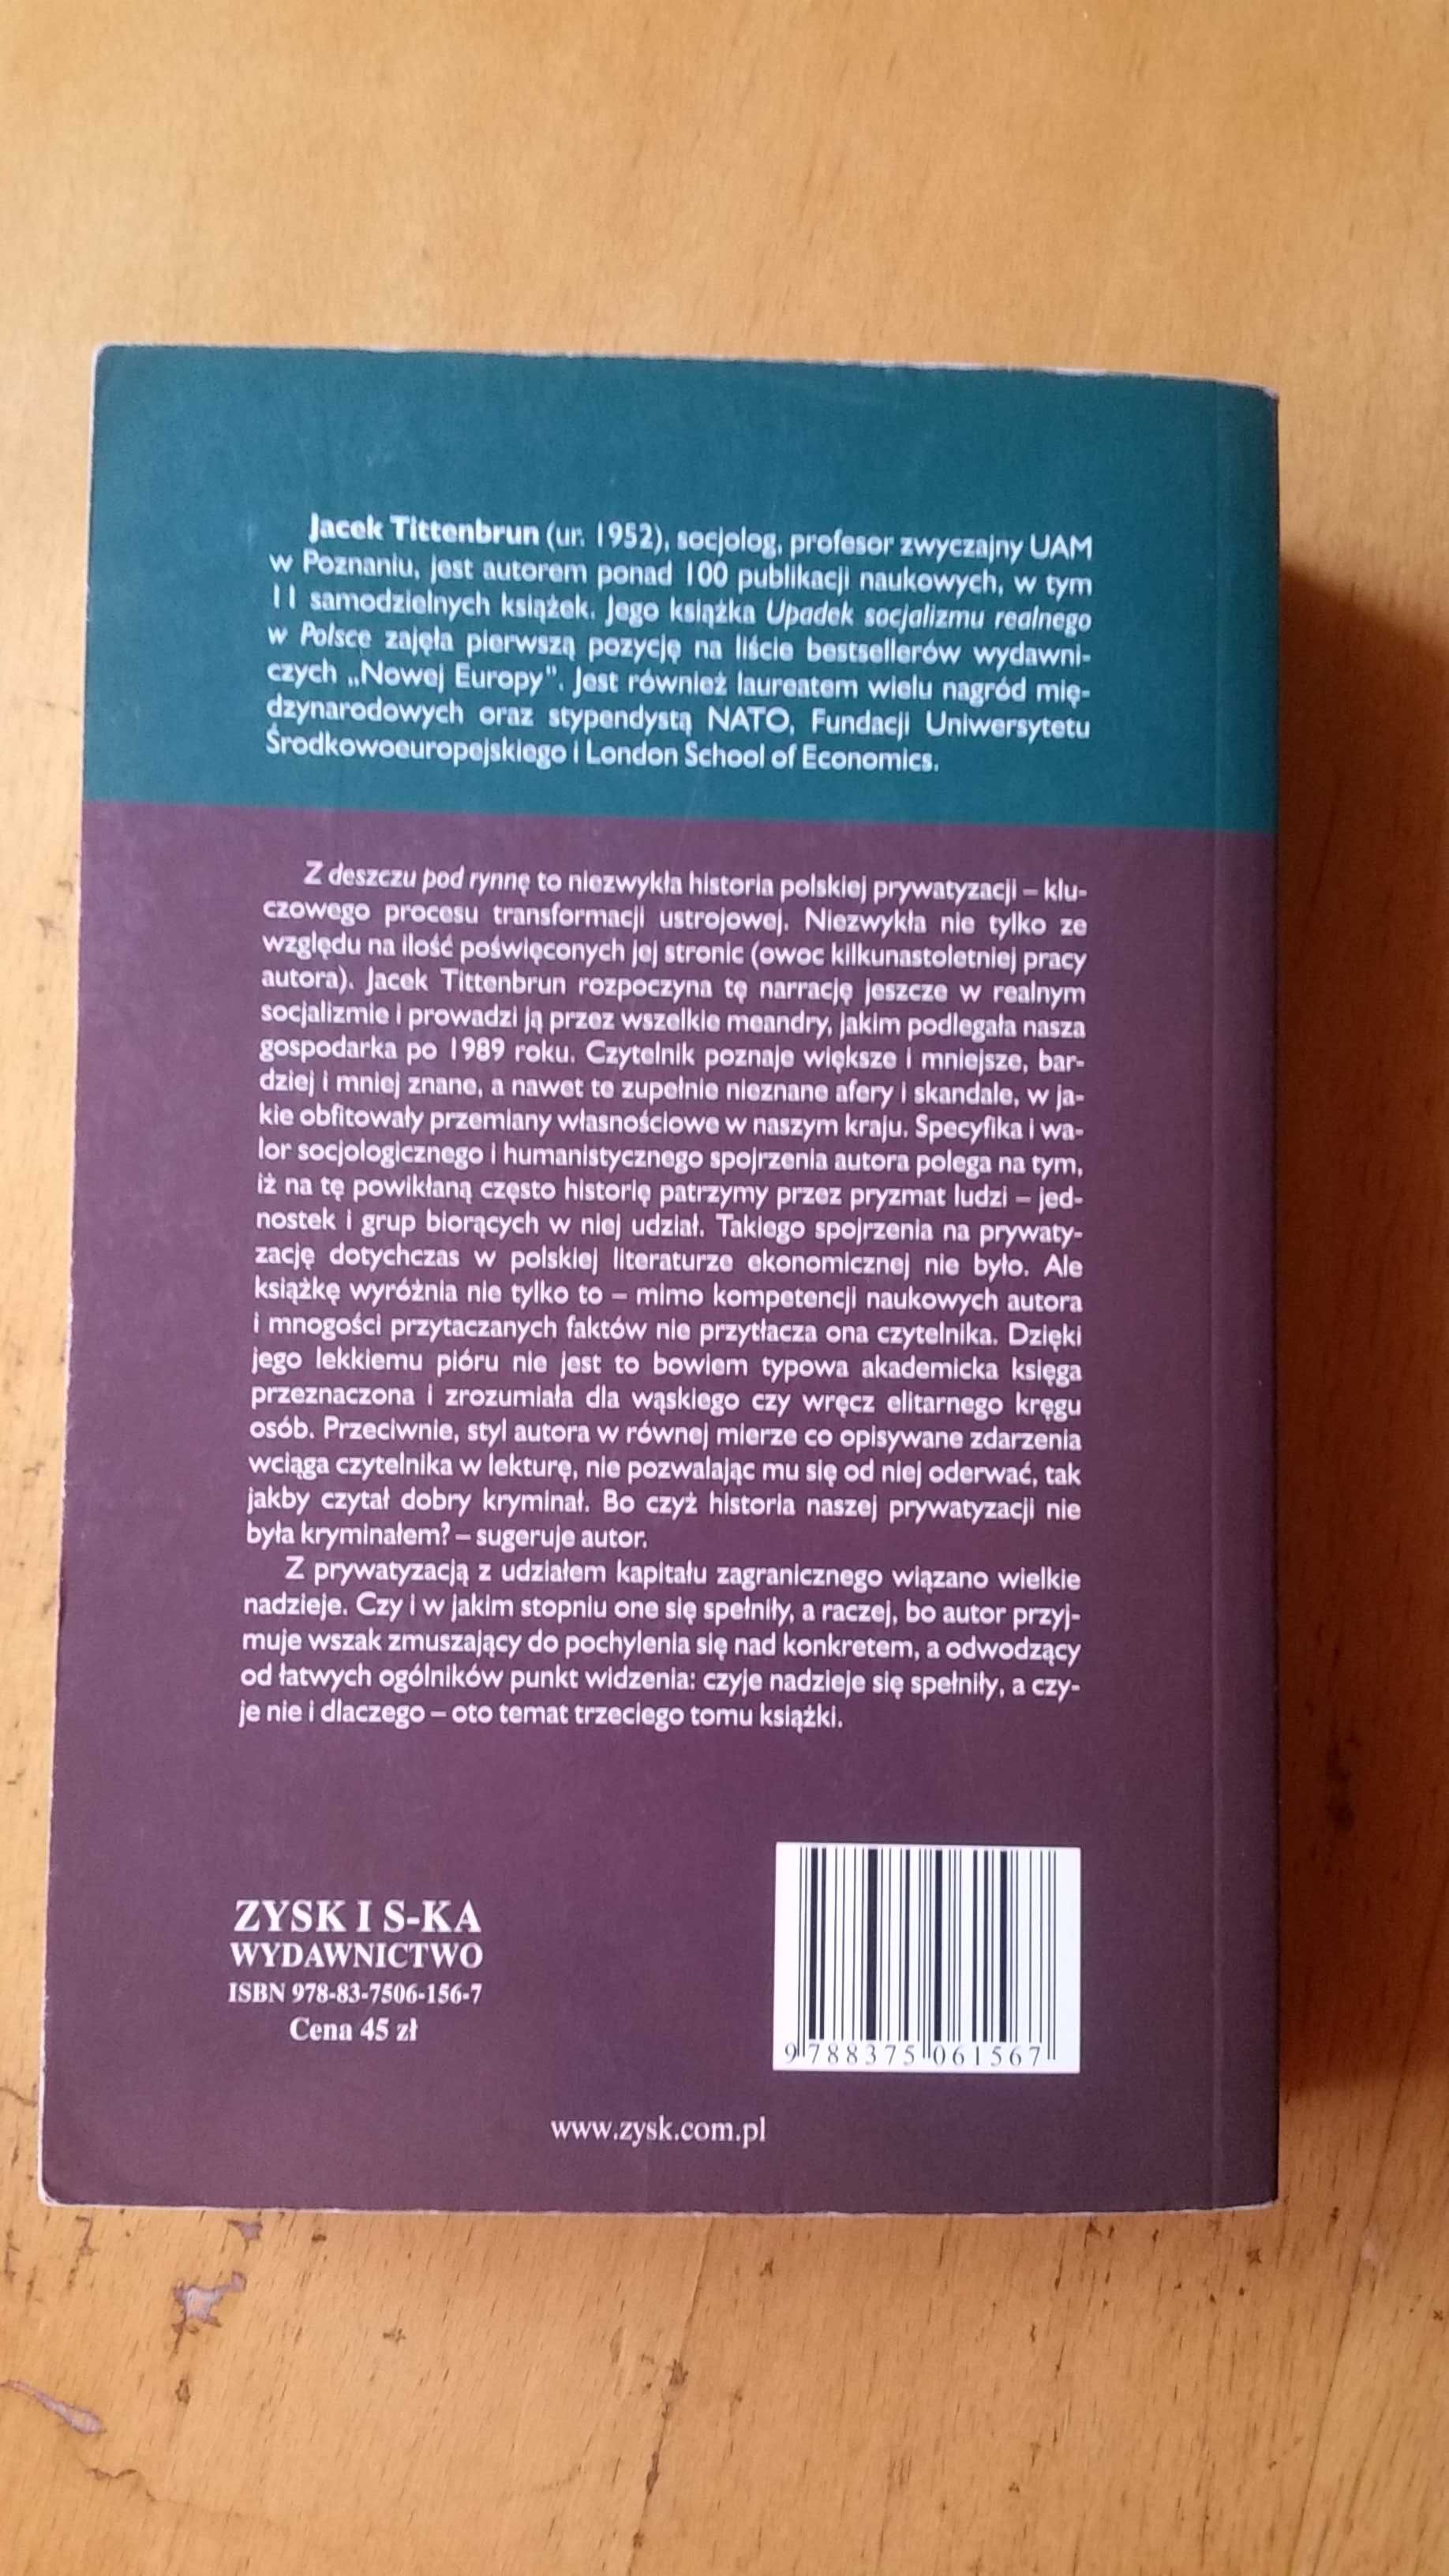 Jacek Tittenbrun (ur. 1952), socjolog, profesor zwyczajny UAM
w Poznaniu, jest autorem ponad 100 publikacji naukowych, w tym
11 samodzielnych książek. Jego książka Upadek socjalizmu realnego
w Polsce zajęła pierwszą pozycję na liście bestsellerów wydawni-
czych „Nowej Europy". Jest również laureatem wielu nagród mię-
dzynarodowych oraz stypendystą NATO, Fundacji Uniwersytetu
Środkowoeuropejskiego i London School of Economics.
Z deszczu pod rynnę to niezwykła historia polskiej prywatyzacji – klu-
czowego procesu transformacji ustrojowej. Niezwykła nie tylko ze
względu na ilość poświęconych jej stronic (owoc kilkunastoletniej pracy
autora). Jacek Tittenbrun rozpoczyna tę narrację jeszcze w realnym
socjalizmie i prowadzi ją przez wszelkie meandry, jakim podlegała nasza
gospodarka po 1989 roku. Czytelnik poznaje większe i mniejsze, bar-
dziej i mniej znane, a nawet te zupełnie nieznane afery i skandale, w ja-
kie obfitowały przemiany własnościowe w naszym kraju. Specyfika i wa-
lor socjologicznego i humanistycznego spojrzenia autora polega na tym,
iż na tę powikłaną często historię patrzymy przez pryzmat ludzi – jed-
nostek i grup biorących w niej udział. Takiego spojrzenia na prywaty-
zację dotychczas w polskiej literaturze ekonomicznej nie było. Ale
książkę wyróżnia nie tylko to – mimo kompetencji naukowych autora
i mnogości przytaczanych faktów nie przytłacza ona czytelnika. Dzięki
jego lekkiemu pióru nie jest to bowiem typowa akademicka księga
przeznaczona i zrozumiała dla wąskiego czy wręcz elitarnego kręgu
osób. Przeciwnie, styl autora w równej mierze co opisywane zdarzenia
wciąga czytelnika w lekturę, nie pozwalając mu się od niej oderwać, tak
jakby czytał dobry kryminał. Bo czyż historia naszej prywatyzacji nie
była kryminałem? – sugeruje autor.
Z prywatyzacją z udziałem kapitału zagranicznego wiązano wielkie
nadzieje. Czy i w jakim stopniu one się spełniły, a raczej, bo autor przyj-
muje wszak zmuszający do pochylenia się nad konkretem, a odwodzący
od łatwych ogólników punkt widzenia: czyje nadzieje się spełniły, a czy-
je nie i dlaczego – oto temat trzeciego tomu książki.
ZYSK I S-KA
WYDAWNICTWO
ISBN 978-83-7506-156-7
Cena 45 zł
9 788375 061567
www.zysk.com.pl